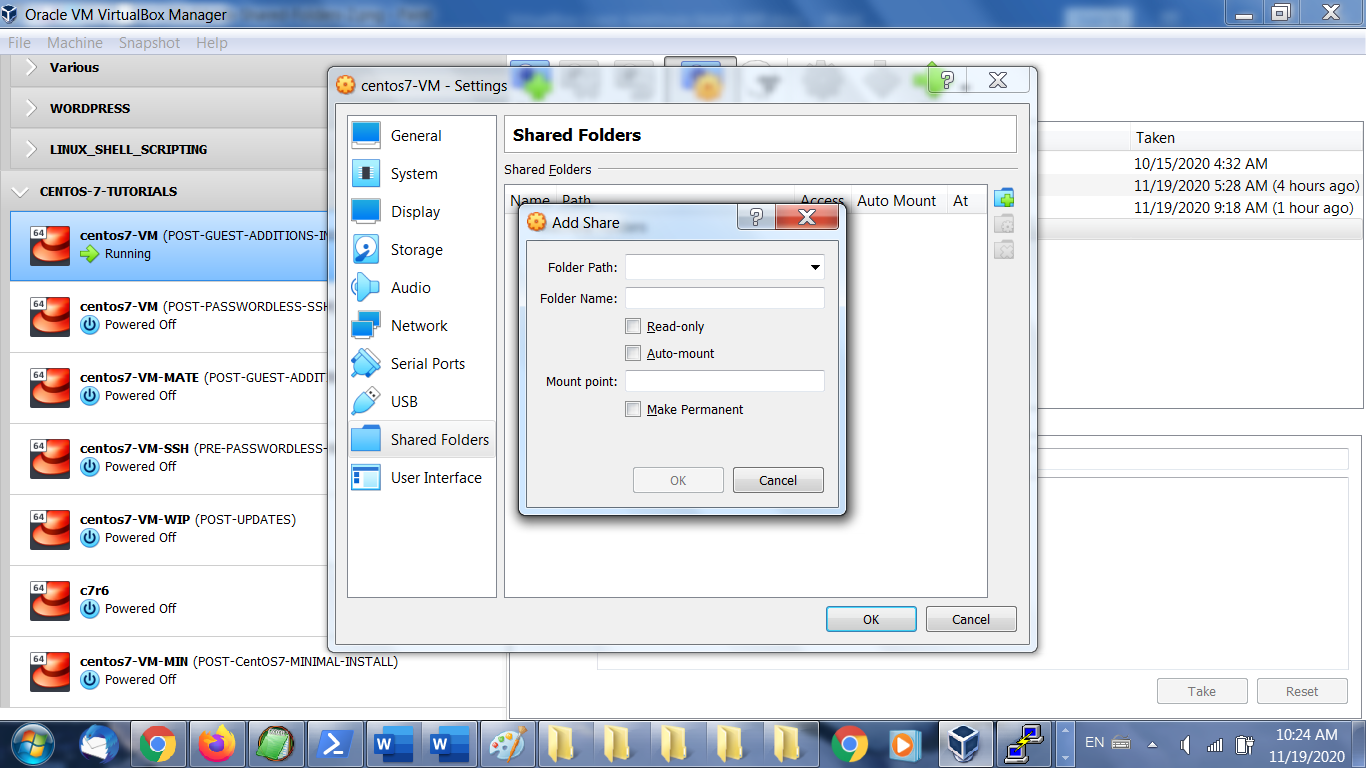 Oracle VM VirtualBox Manager
File Machine Snapshot Help
Various
WORDPRESS
LINUX_SHELL_SCRIPTING
CENTOS-7-TUTORIALS
64
centos7-VM (POST-GUEST-ADDITIONS-IN
Running
64
centos7-VM (POST-PASSWORDLESS-SSH
Powered Off
64
centos7-VM-MATE (POST-GUEST-ADDIT
Powered Off
64
centos7-VM-SSH (PRE-PASSWORDLESS-
Powered Off
64
centos7-VM-WIP (POST-UPDATES)
Powered Off
64
c7r6
Powered Off
64
centos7-VM-MIN (POST-CentOS7-MINIMAL-INSTALL)
Powered Off
centos7-VM - Settings
General
System
Display
Storage
Audio
Network
Serial Ports
USB
Shared Folders
User Interface
Shared Folders
Shared Folders
Name Path Access Auto Mount At
Add Share
Folder Path:
Folder Name:
Read-only
Auto-mount
Mount point:
Make Permanent
OK Cancel
OK Cancel
Taken
10/15/2020 4:32 AM
11/19/2020 5:28 AM (4 hours ago)
11/19/2020 9:18 AM (1 hour ago)
Take Reset
EN
10:24 AM
11/19/2020